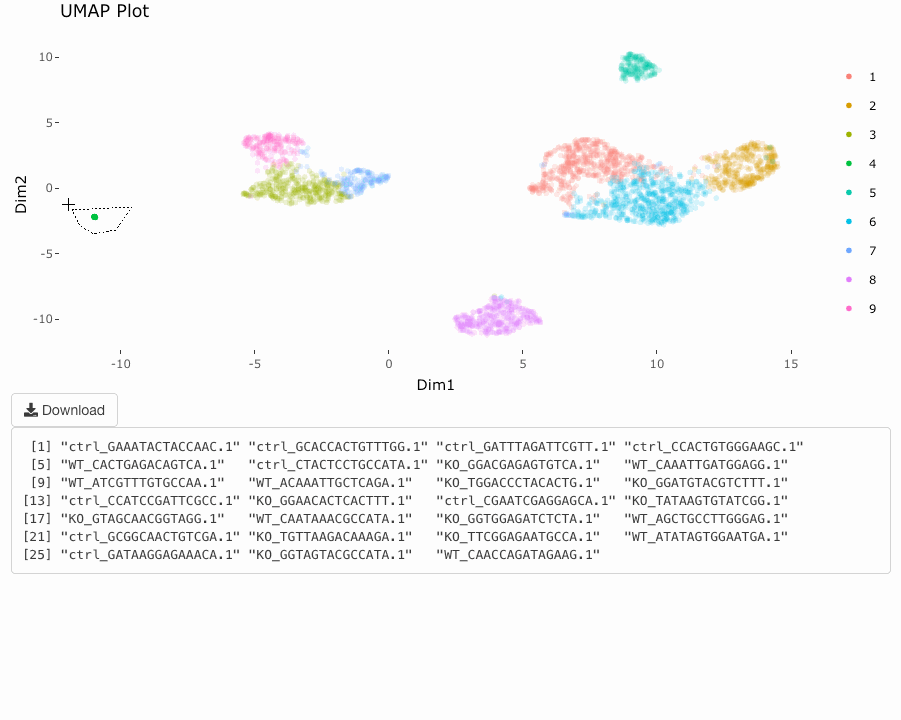 UMAP Plot
10
5
0
-5
-10
Dim2
-10 -5 0 5 10 15
Dim1
1
2
3
4
5
6
7
8
9
Download
[1] "ctrl_GAAATACTACCAAC.1" "ctrl_GCACCACTGTTTGG.1" "ctrl_GATTTAGATTCGTT.1" "ctrl_CCACTGTGGGAAGC.1"
[5] "WT_CACTGAGACAGTCA.1" "ctrl_CTACTCCTGCCATA.1" "KO_GGACGAGAGTGTCA.1" "WT_CAAATTGATGGAGG.1"
[9] "WT_ATCGTTTGTGCCAA.1" "WT_ACAAATTGCTCAGA.1" "KO_TGGACCCTACACTG.1" "KO_GGATGTACGTCTTT.1"
[13] "ctrl_CCATCCGATTCGCC.1" "KO_GGAACACTCACTTT.1" "ctrl_CGAATCGAGGAGCA.1" "KO_TATAAGTGTATCGG.1"
[17] "KO_GTAGCAACGGTAGG.1" "WT_CAATAAACGCCATA.1" "KO_GGTGGAGATCTCTA.1" "WT_AGCTGCCTTGGGAG.1"
[21] "ctrl_GCGGCAACTGTCGA.1" "KO_TGTTAAGACAAAGA.1" "KO_TTCGGAGAATGCCA.1" "WT_ATATAGTGGAATGA.1"
[25] "ctrl_GATAAGGAGAAACA.1" "KO_GGTAGTACGCCATA.1" "WT_CAACCAGATAGAAG.1"